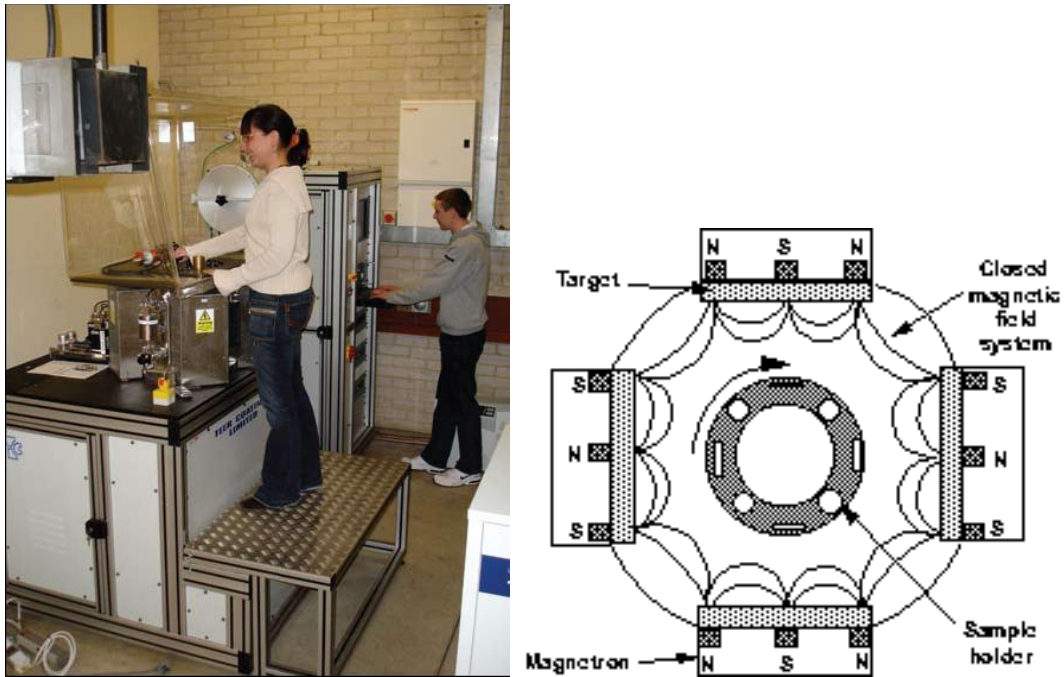 TEER COATINGS
LIMITED
N S N
Target
Closed
magnetic
field
system
S
N
S
S
N
S
Magnetron
N S N
Sample
holder